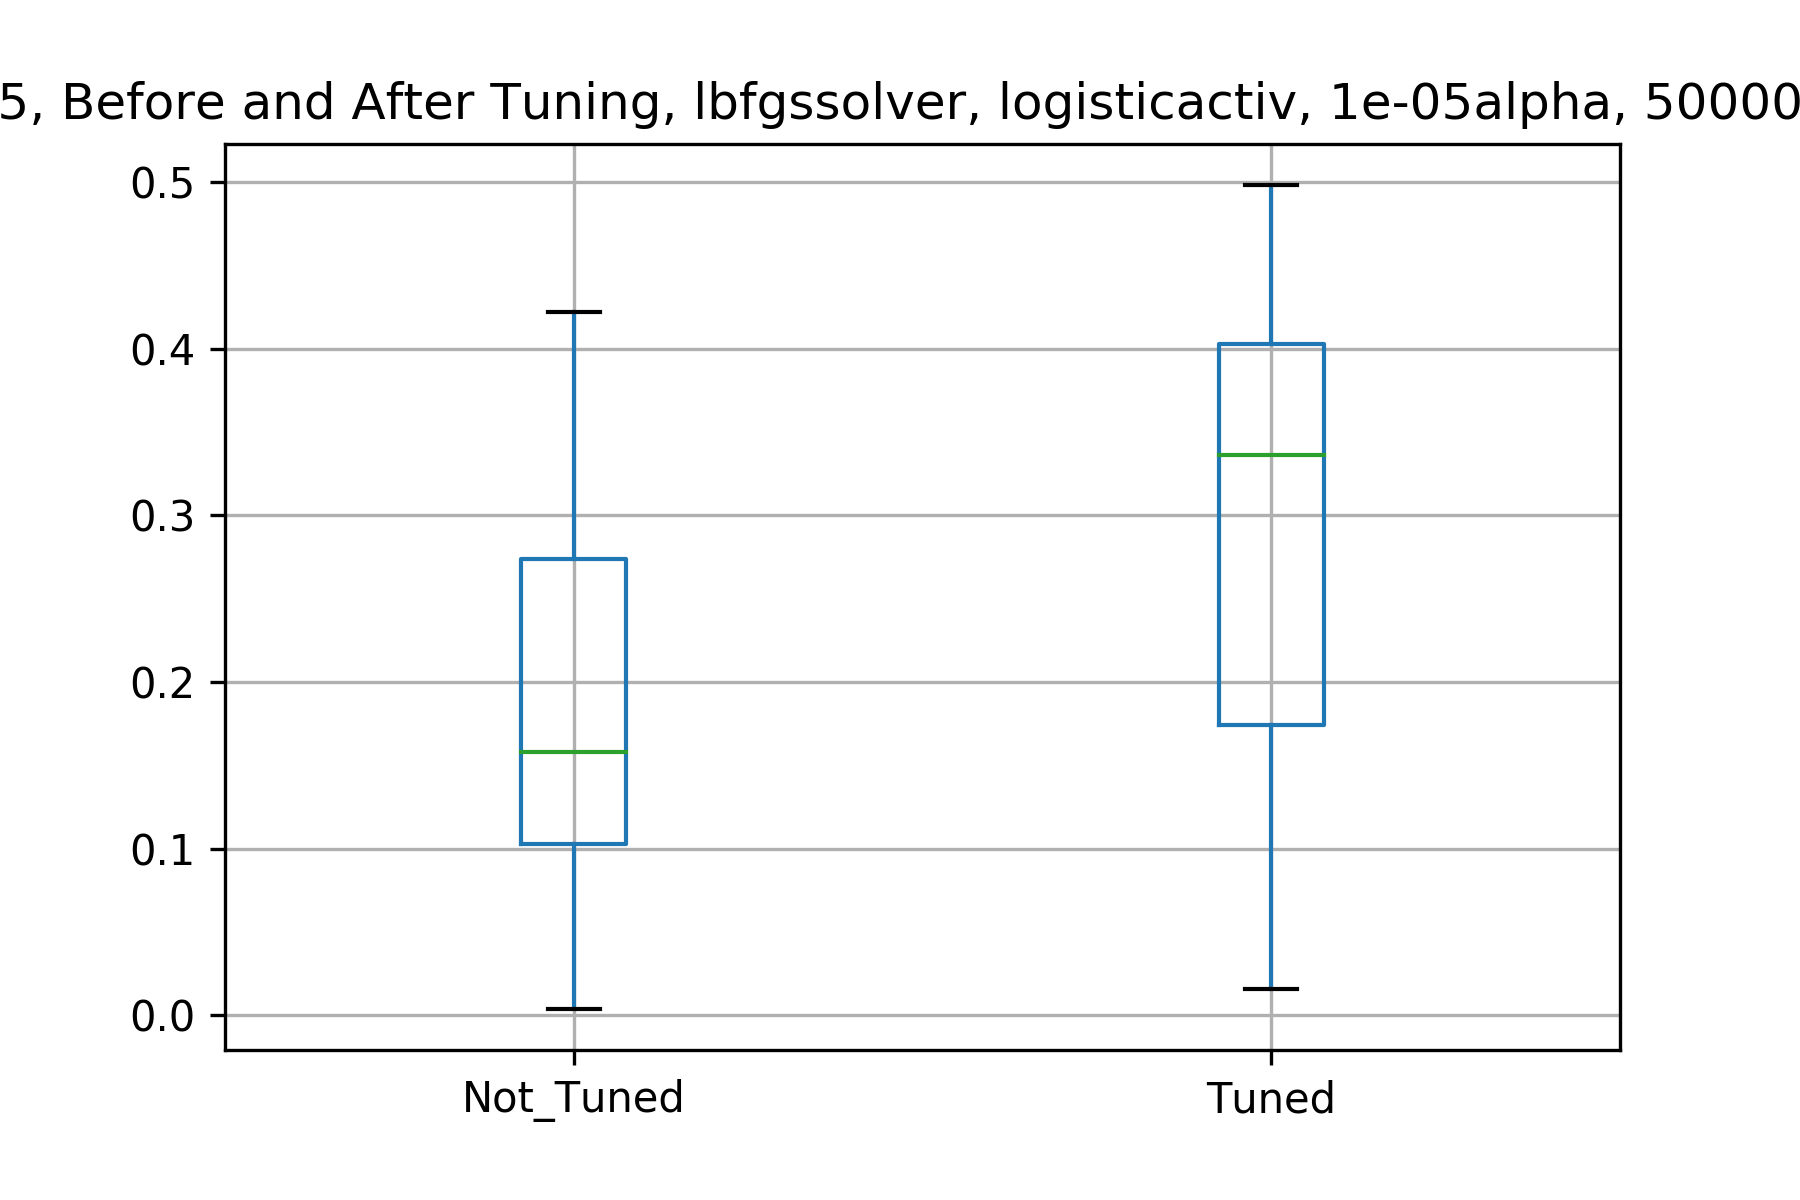 5, Before and After Tuning, lbfgssolver, logisticactiv, 1e-05alpha, 50000
0.5
0.4
0.3
0.2
0.1
0.0
Not_Tuned
Tuned